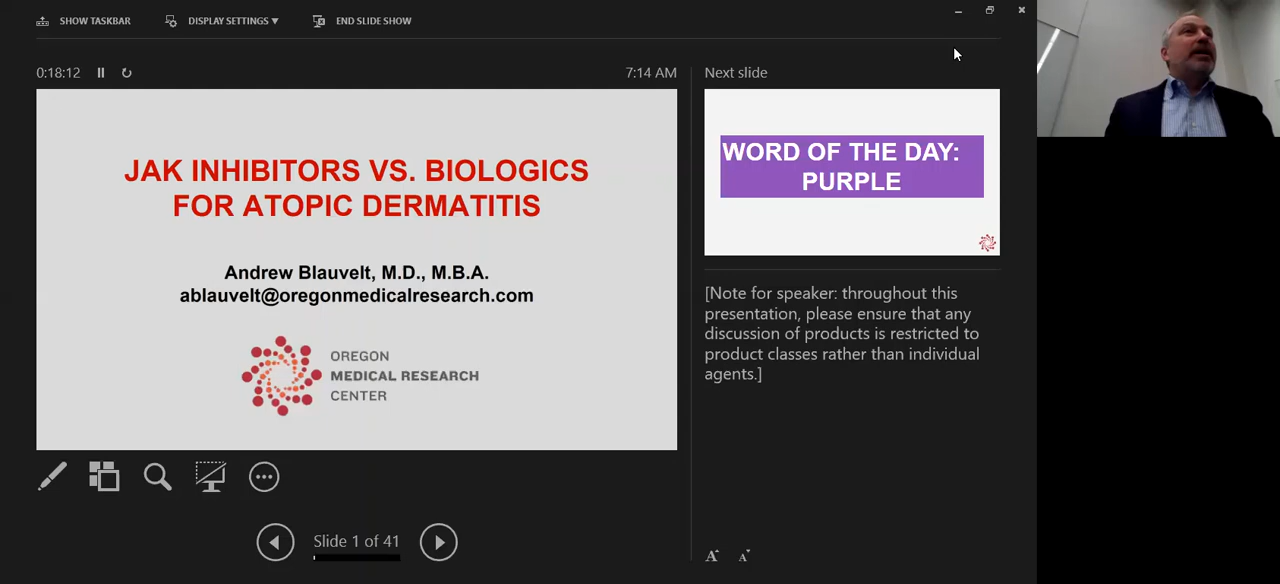 SHOW TASKBAR
DISPLAY SETTINGS ▼
END SLIDE SHOW
0:18:12
7:14 AM
JAK INHIBITORS VS. BIOLOGICS
FOR ATOPIC DERMATITIS
Andrew Blauvelt, M.D., M.B.A.
ablauvelt@oregonmedicalresearch.com
OREGON
MEDICAL RESEARCH
CENTER
Slide 1 of 41
Next slide
WORD OF THE DAY:
PURPLE
[Note for speaker: throughout this
presentation, please ensure that any
discussion of products is restricted to
product classes rather than individual
agents.]
A A